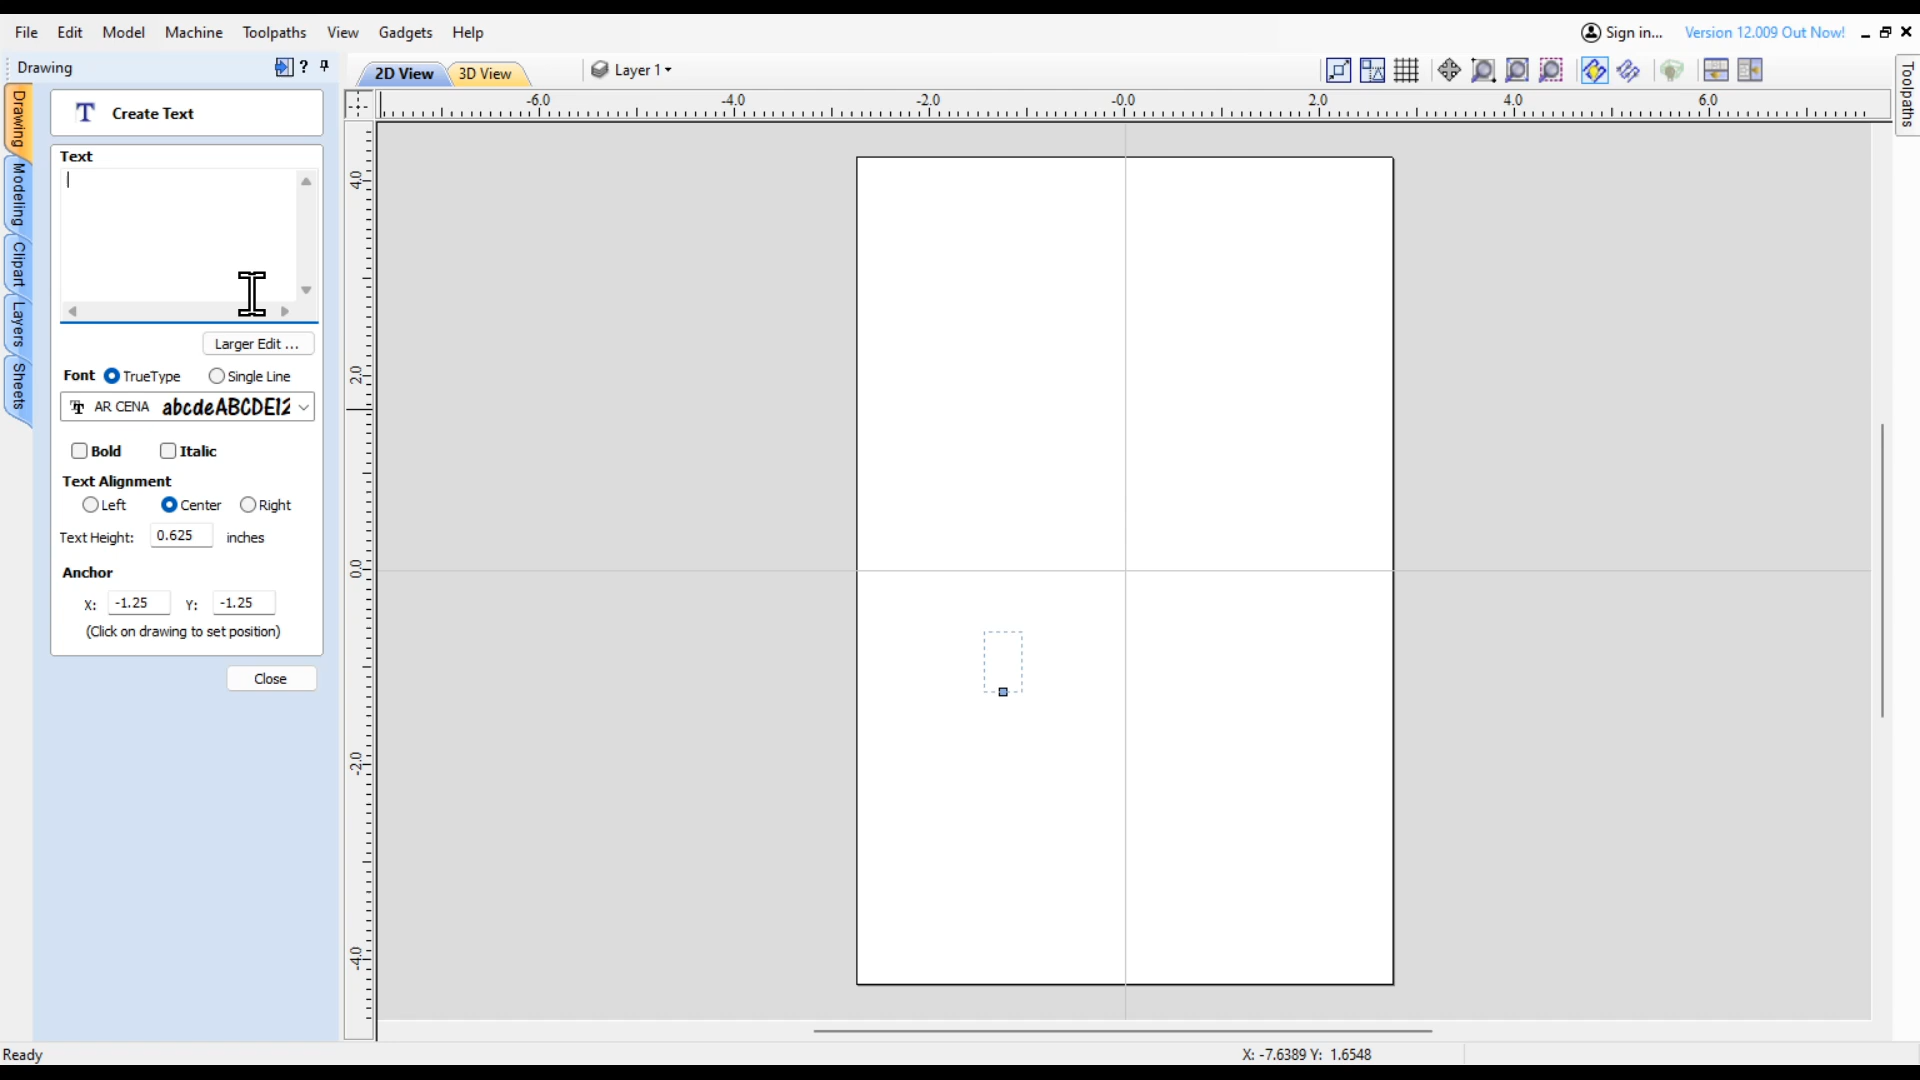 File Edit Model Machine Toolpaths View Gadgets Help
Sign in... Version 12.009 Out Now!
Drawing
?
2D View 3D View Layer 1
Toolpaths
Drawing
Modeling
Clipart
Layers
Sheets
T Create Text
Text
Larger Edit ...
Font TrueType Single Line
AR CENA abcdeABCDE12
Bold Italic
Text Alignment
Left Center Right
Text Height: 0.625 inches
Anchor
X: -1.25 Y: -1.25
(Click on drawing to set position)
Close
-6.0 -4.0 -2.0 -0.0 2.0 4.0 6.0
4.0
2.0
0.0
-2.0
-4.0
Ready
X: -7.6389 Y: 1.6548